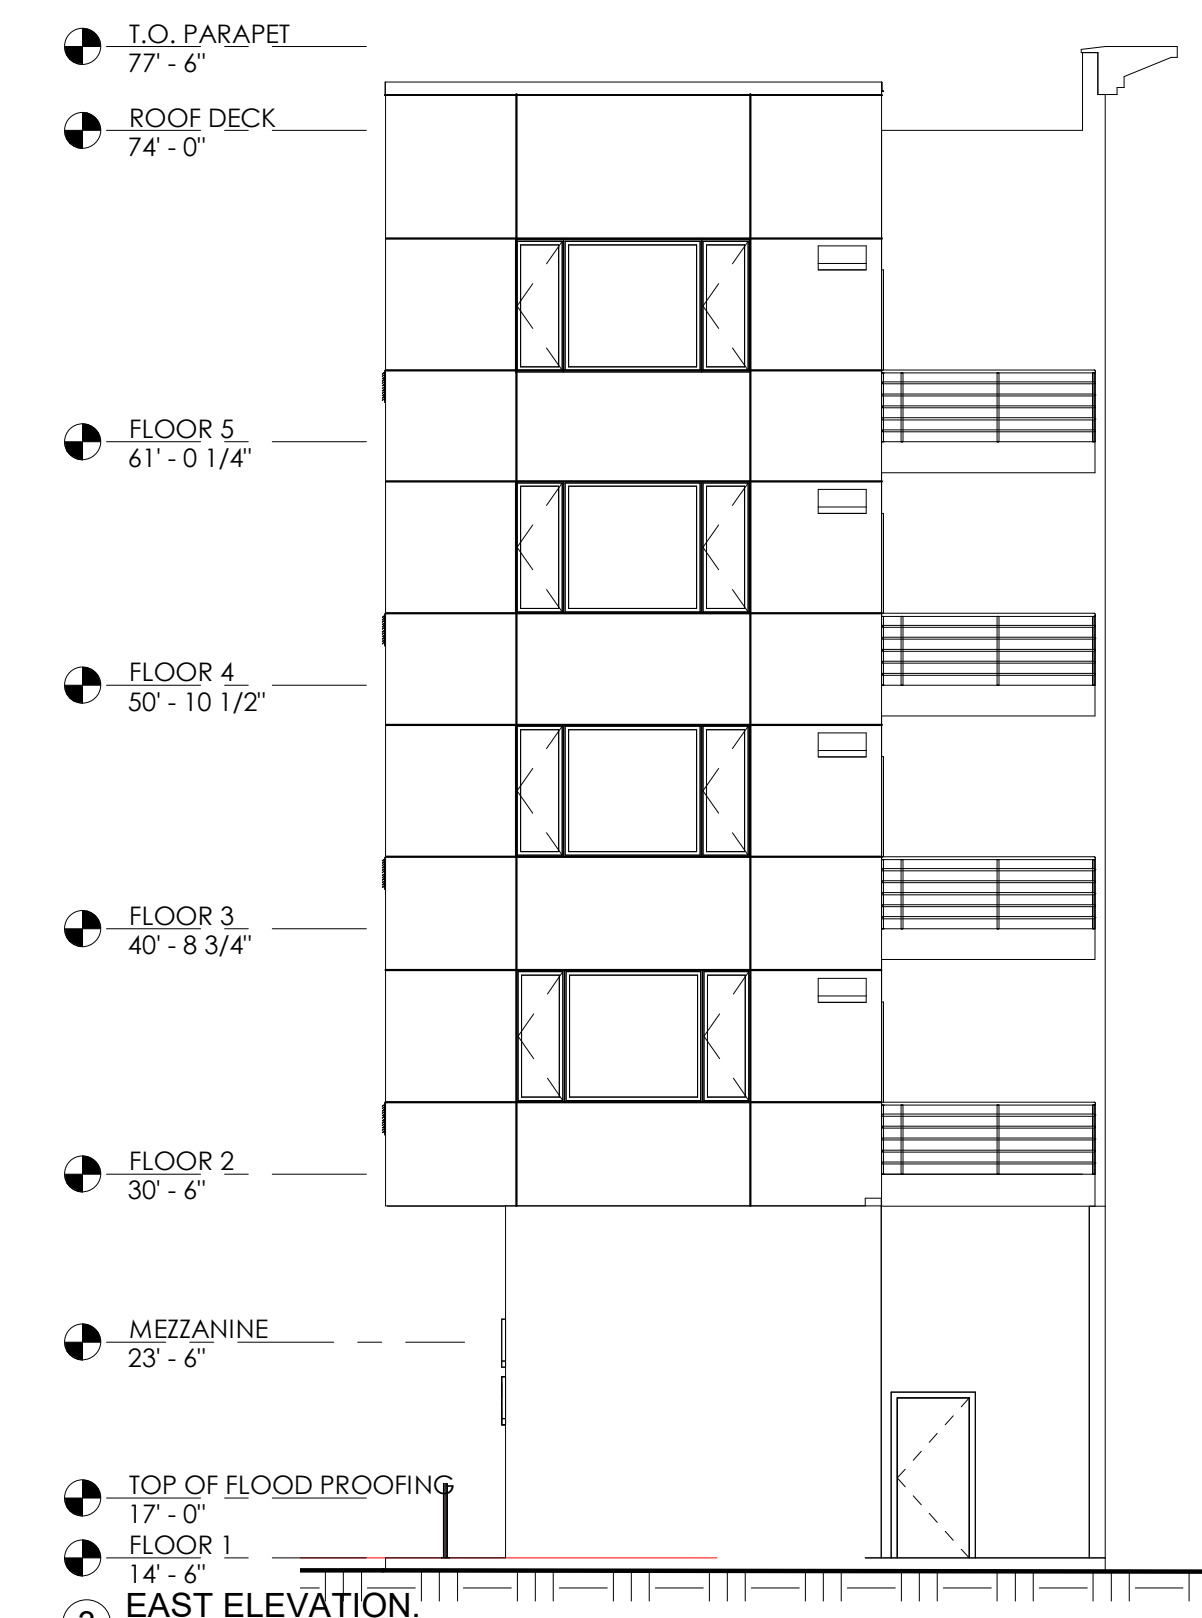 T.O. PARAPET
77' - 6"
ROOF DECK
74' - 0"
FLOOR 5
61' - 0 1/4"
FLOOR 4
50' - 10 1/2"
FLOOR 3
40' - 8 3/4"
FLOOR 2
30' - 6"
MEZZANINE
23' - 6"
TOP OF FLOOD PROOFING
17' - 0"
FLOOR 1
14' - 6"
EAST ELEVATION.